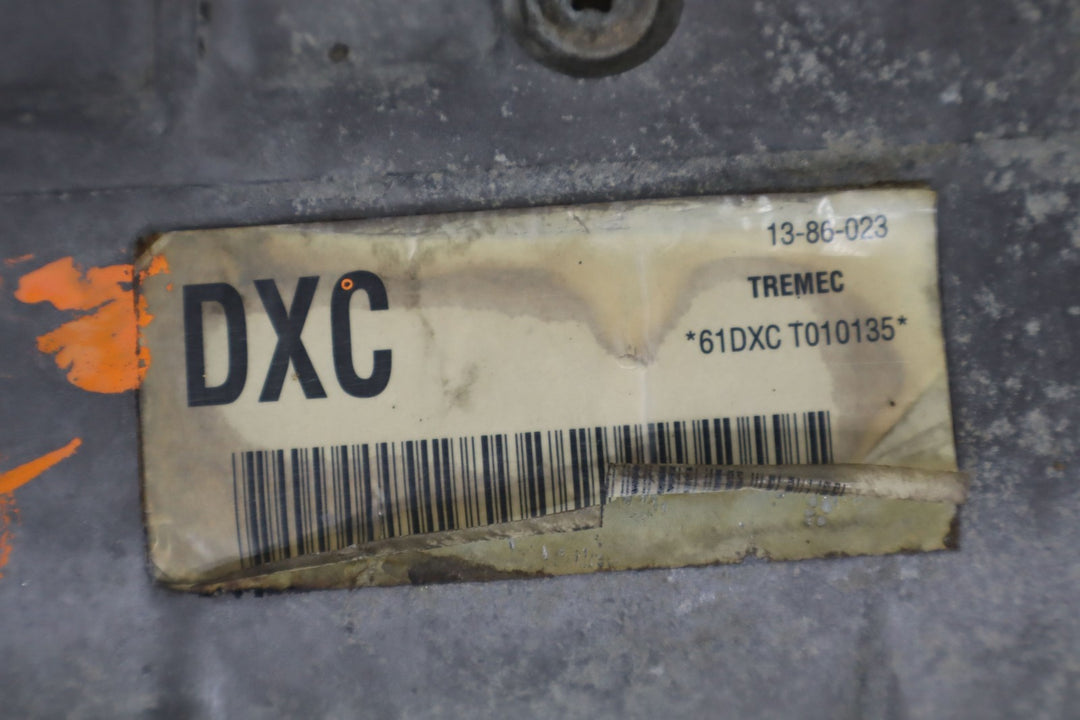 13-86-023
DXC
TREMEC
*61DXC T010135*